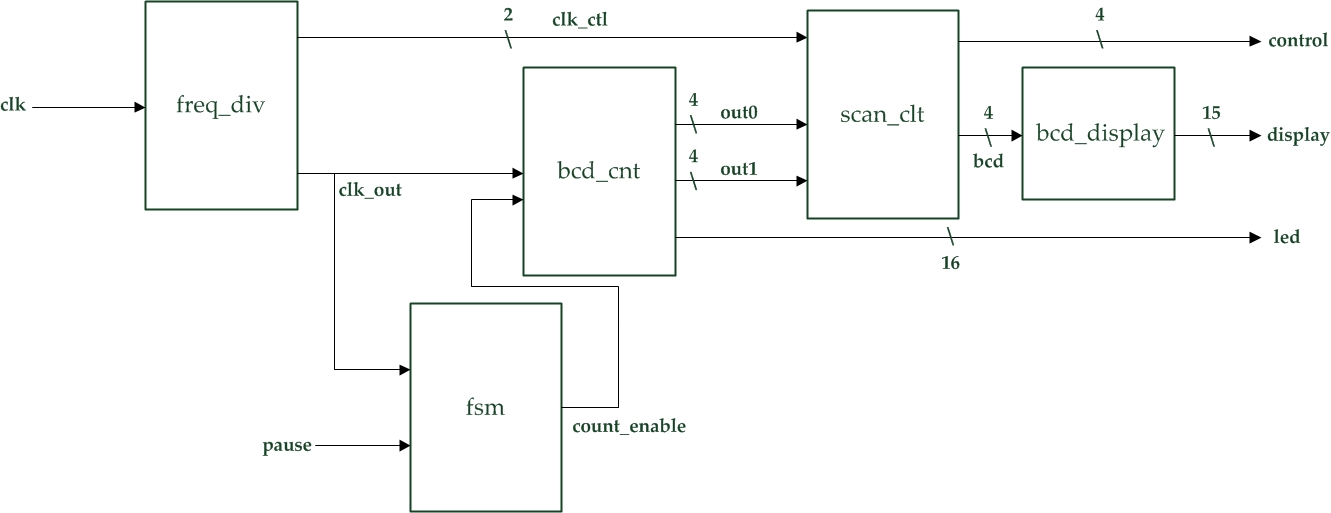 2
clk_ctl
4
control
clk
freq_div
4
out0
scan_clt
4
bcd
bcd_display
15
display
bcd_cnt
4
out1
clk_out
16
led
fsm
count_enable
pause